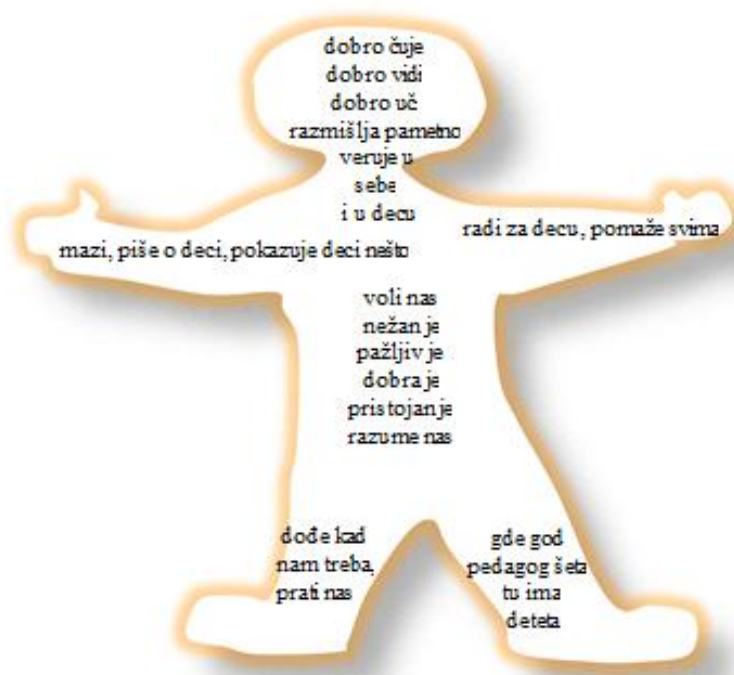 dobro čuje
dobro vidi
dobro uč
razmišlja pametno
veruje u
sebe
i u decu
radi za decu, pomaže svima
mazi, piše o deci, pokazuje deci nešto
voli nas
nežan je
pažljiv je
dobra je
pristojan je
razume nas
dođe kad
nam treba,
prati nas
gde god
pedagog šeta
tu ima
deteta